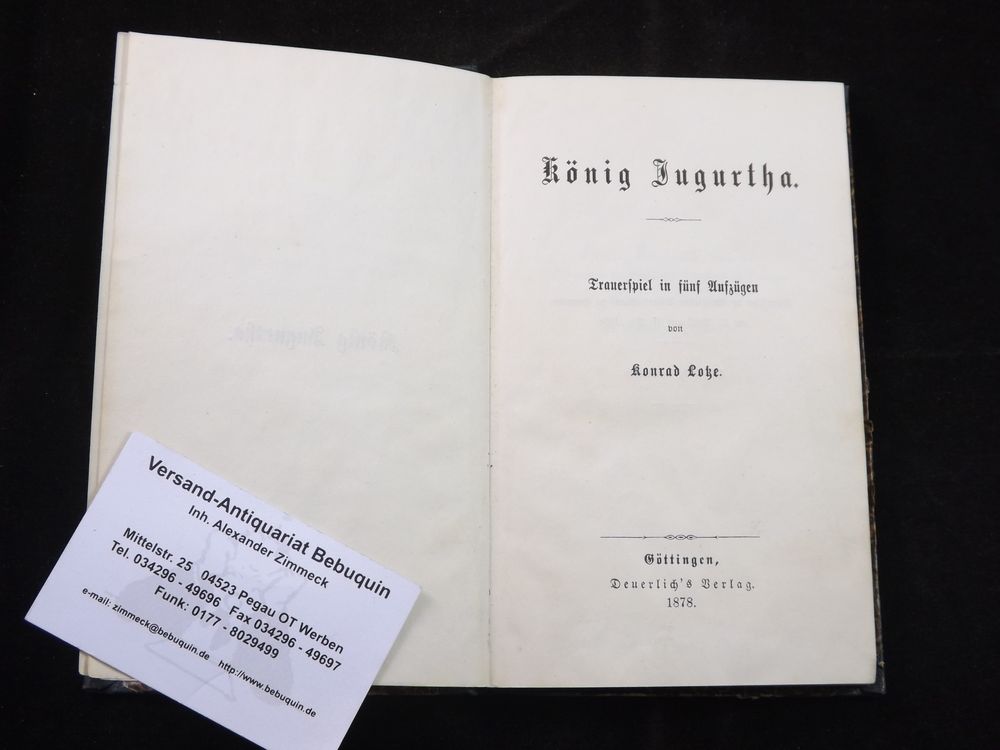 König Jugurtha.
Trauerſpiel in fünf Aufzügen
von
Konrad Lotze.
Göttingen,
Deuerlich's Verlag.
1878.
Versand-Antiquariat Bebuquin
Inh. Alexander Zimmeck
Mittelstr. 25 04523 Pegau OT Werben
Tel. 034296 - 49696 Fax 034296 - 49697
Funk: 0177 - 8029499
e-mail: zimmeck@bebuquin.de http://www.bebuquin.de